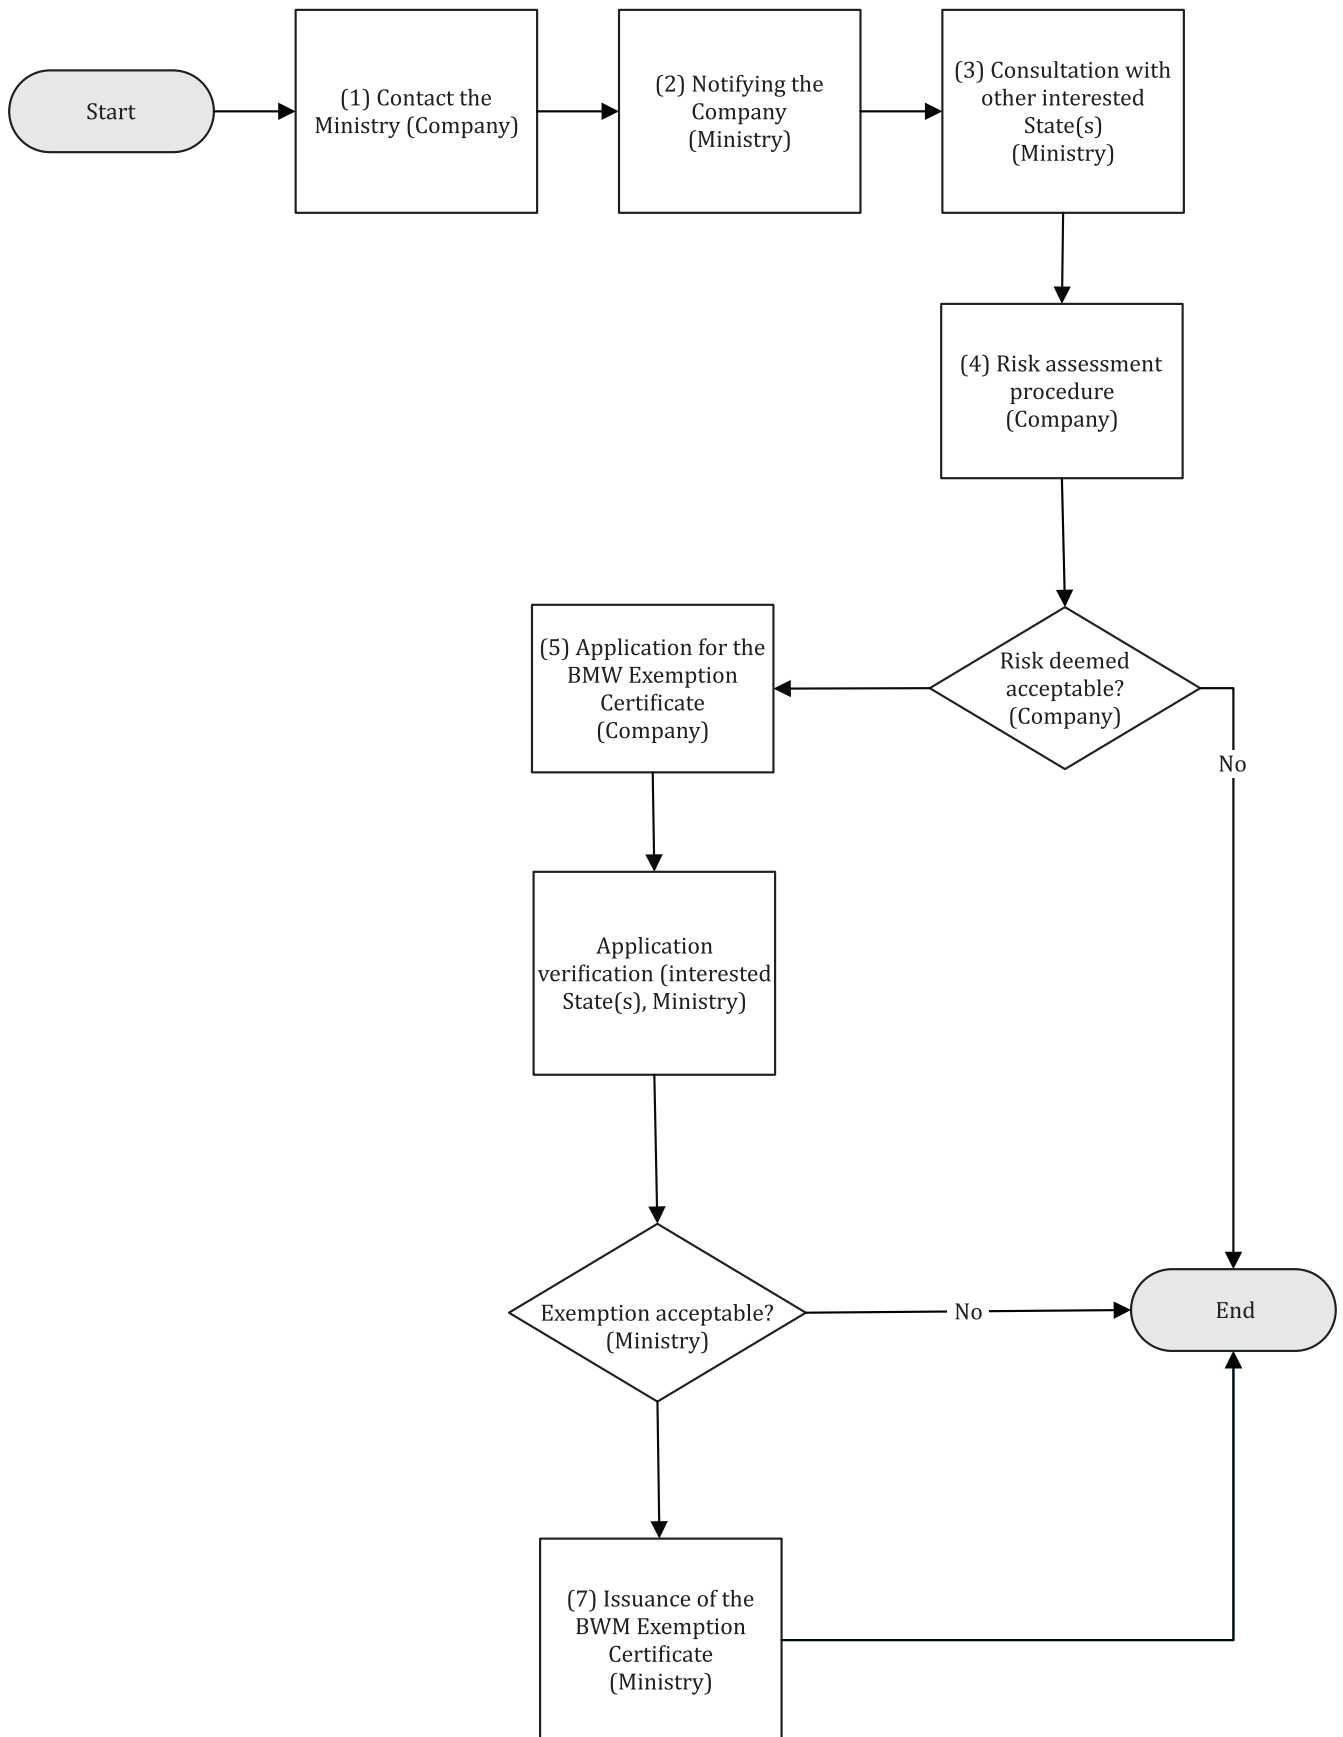 Start
(1) Contact the
Ministry (Company)
(2) Notifying the
Company
(Ministry)
(3) Consultation with
other interested
State(s)
(Ministry)
(4) Risk assessment
procedure
(Company)
Risk deemed
acceptable?
(Company)
No
(5) Application for the
BMW Exemption
Certificate
(Company)
Application
verification (interested
State(s), Ministry)
Exemption acceptable?
(Ministry)
No
End
(7) Issuance of the
BWM Exemption
Certificate
(Ministry)